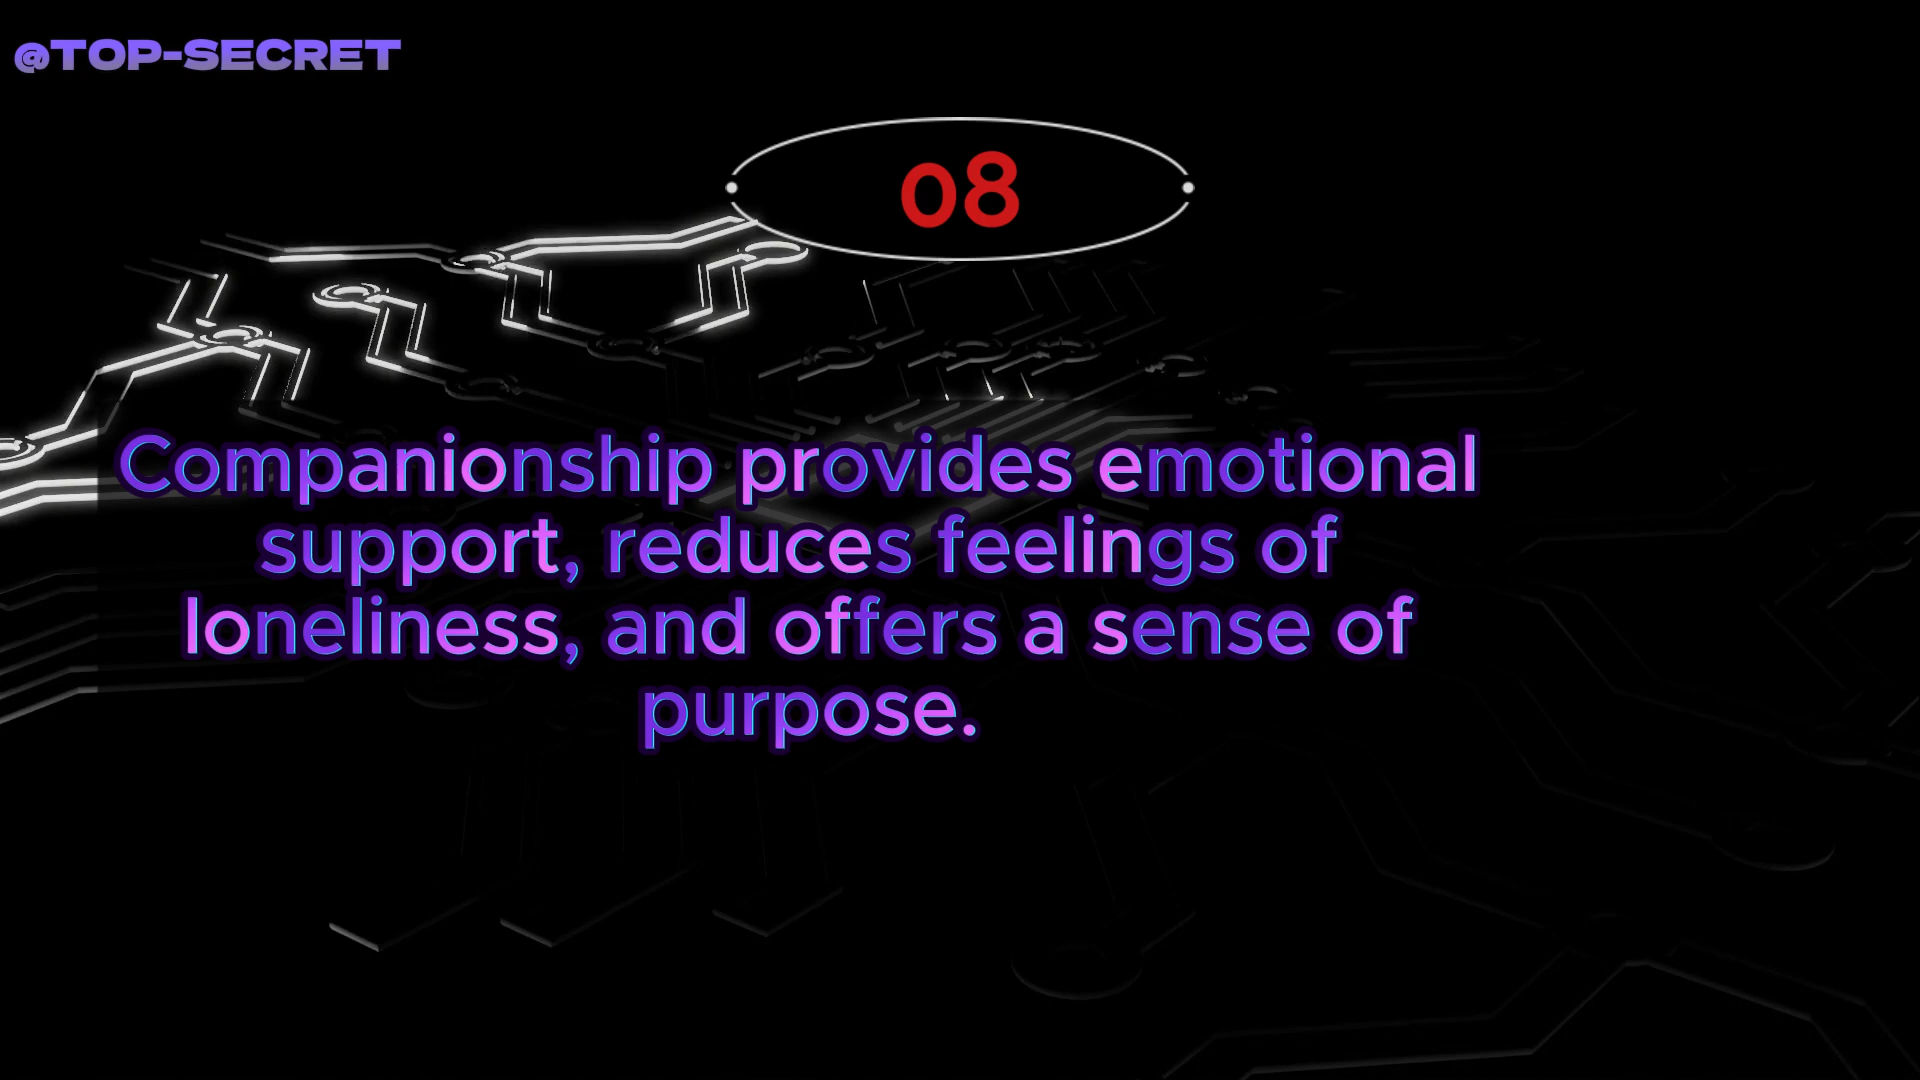 @TOP-SECRET
08
Companionship provides emotional
support, reduces feelings of
loneliness, and offers a sense of
purpose.